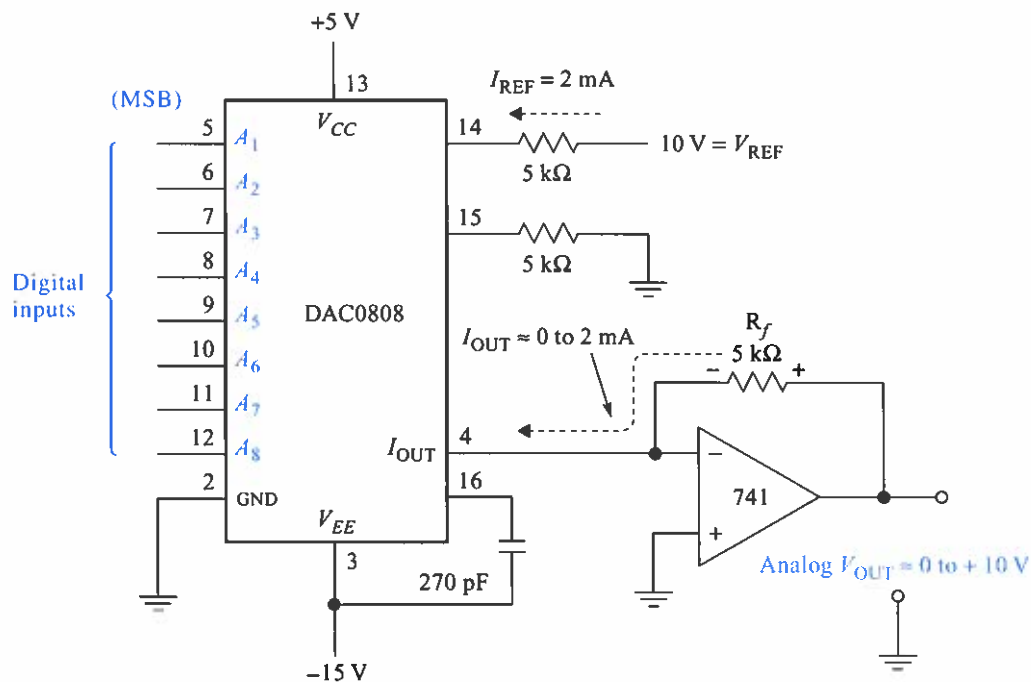 +5 V
13
I_REF = 2 mA
(MSB)
V_CC
5
A_1
14
10 V = V_REF
5 kΩ
6
A_2
7
A_3
15
5 kΩ
8
A_4
Digital
inputs
9
A_5
DAC0808
10
A_6
I_OUT ≈ 0 to 2 mA
R_f
5 kΩ
− +
11
A_7
12
A_8
I_OUT
4
−
741
+
2
GND
16
V_EE
3
270 pF
Analog V_OUT ≈ 0 to + 10 V
−15 V